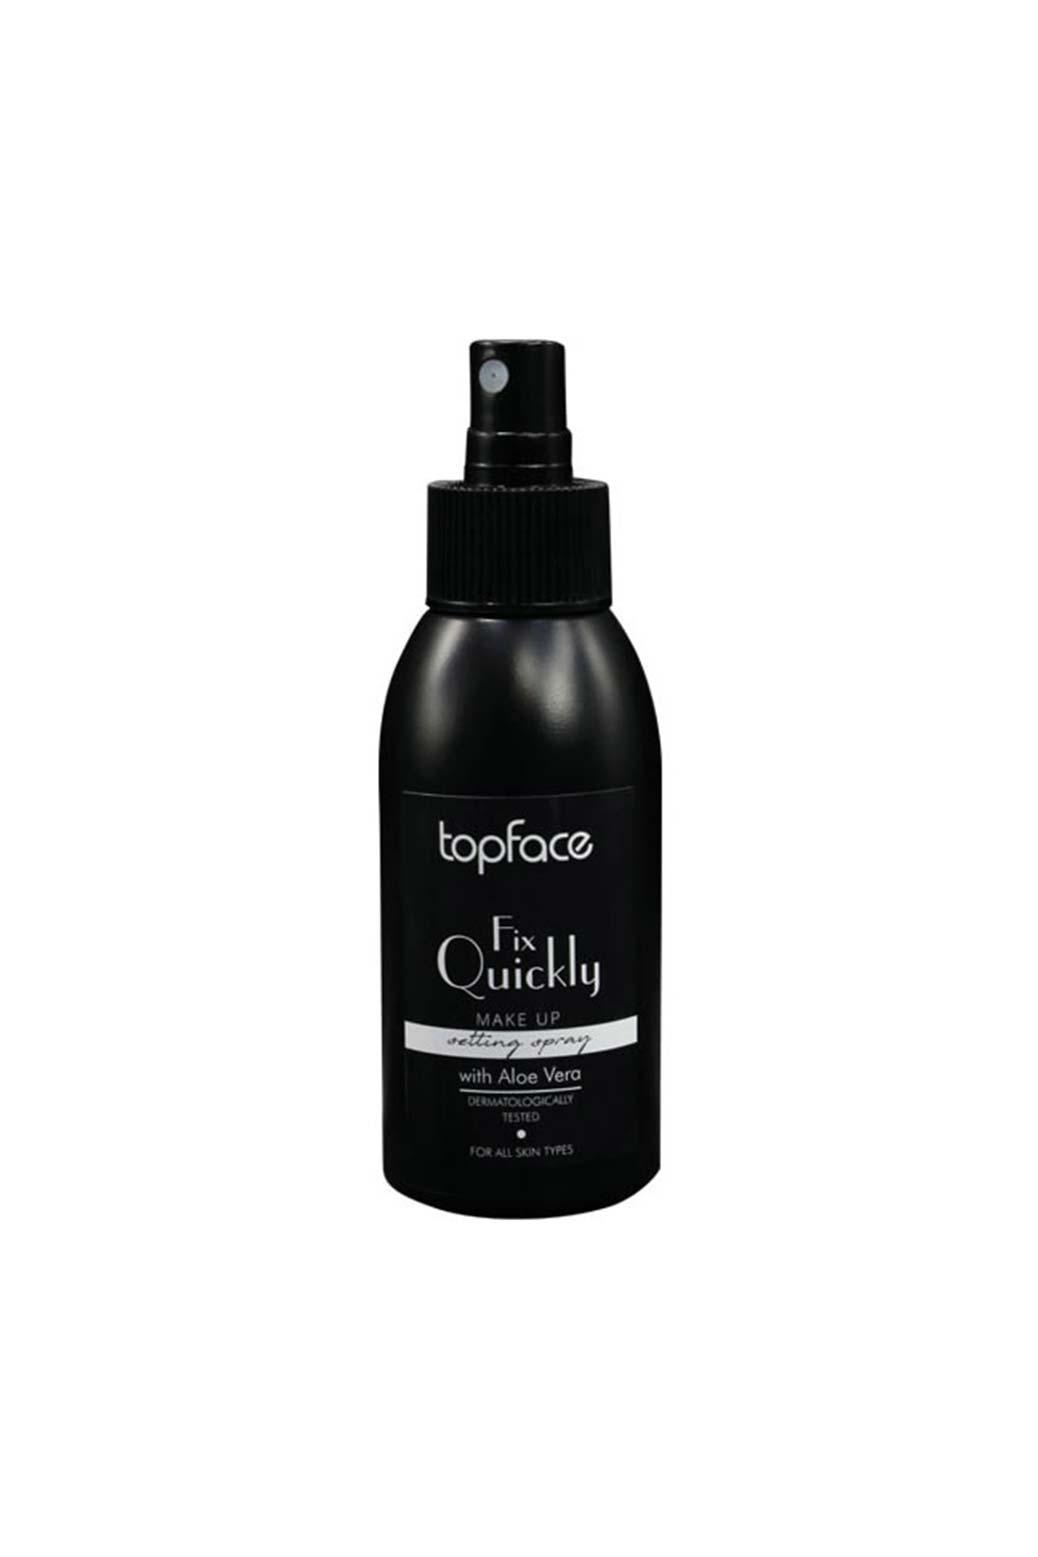 topface
Fix
Quickly
MAKE UP
setting spray
with Aloe Vera
DERMATOLOGICALLY
TESTED
FOR ALL SKIN TYPES